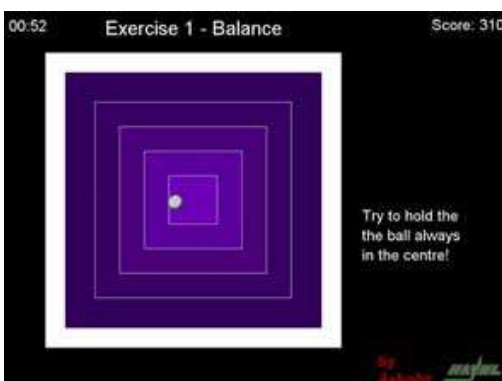 00:52
Exercise 1 - Balance
Score: 310
Try to hold the
the ball always
in the centre!
by